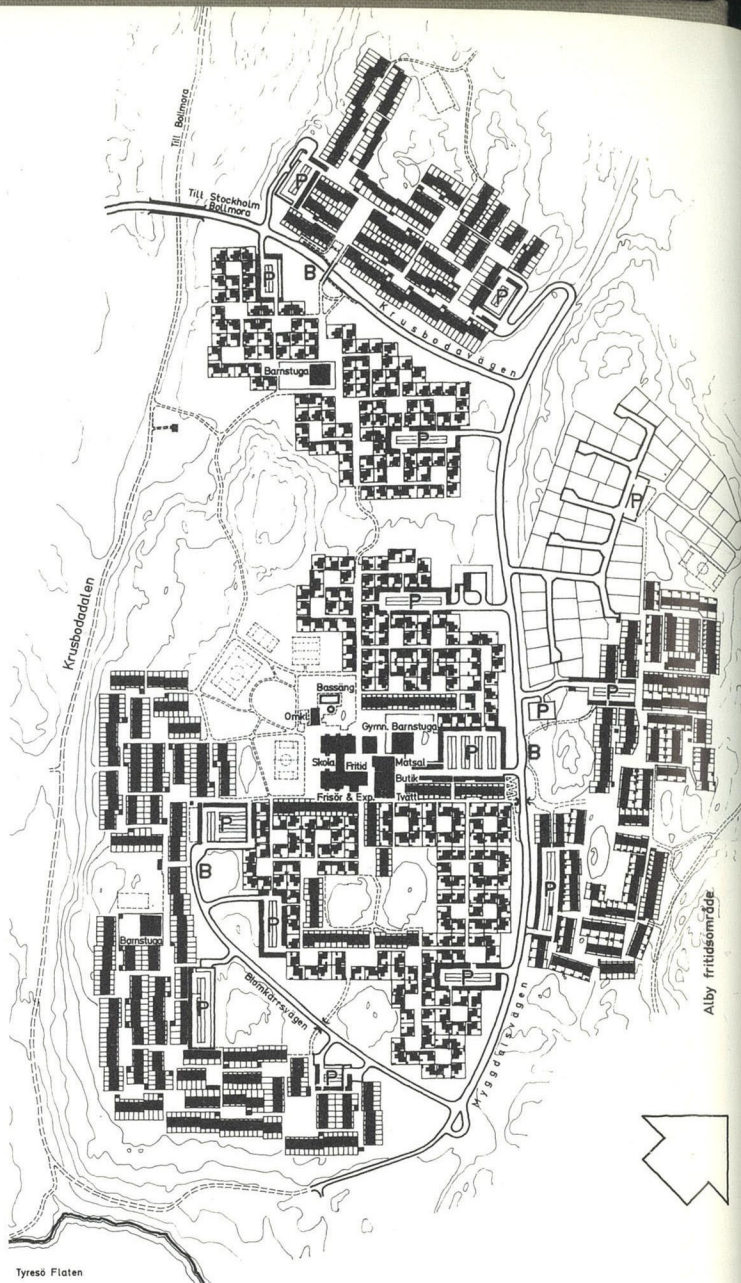 Till Bollmora
Till Stockholm
Bollmora
P
P
B
P
Krusbodavägen
Barnstuga
P
P
Krusbodadalen
P
Bassäng
P
Omkl.
P
Gymn. Barnstuga
B
Skola
Fritid
Matsal
P
Butik
Frisör & Exp.
Tvätt
P
B
P
P
Barnstuga
P
P
Blomkärrsvägen
Alby fritidsområde
P
Myggdalsvägen
Tyresö Flaten